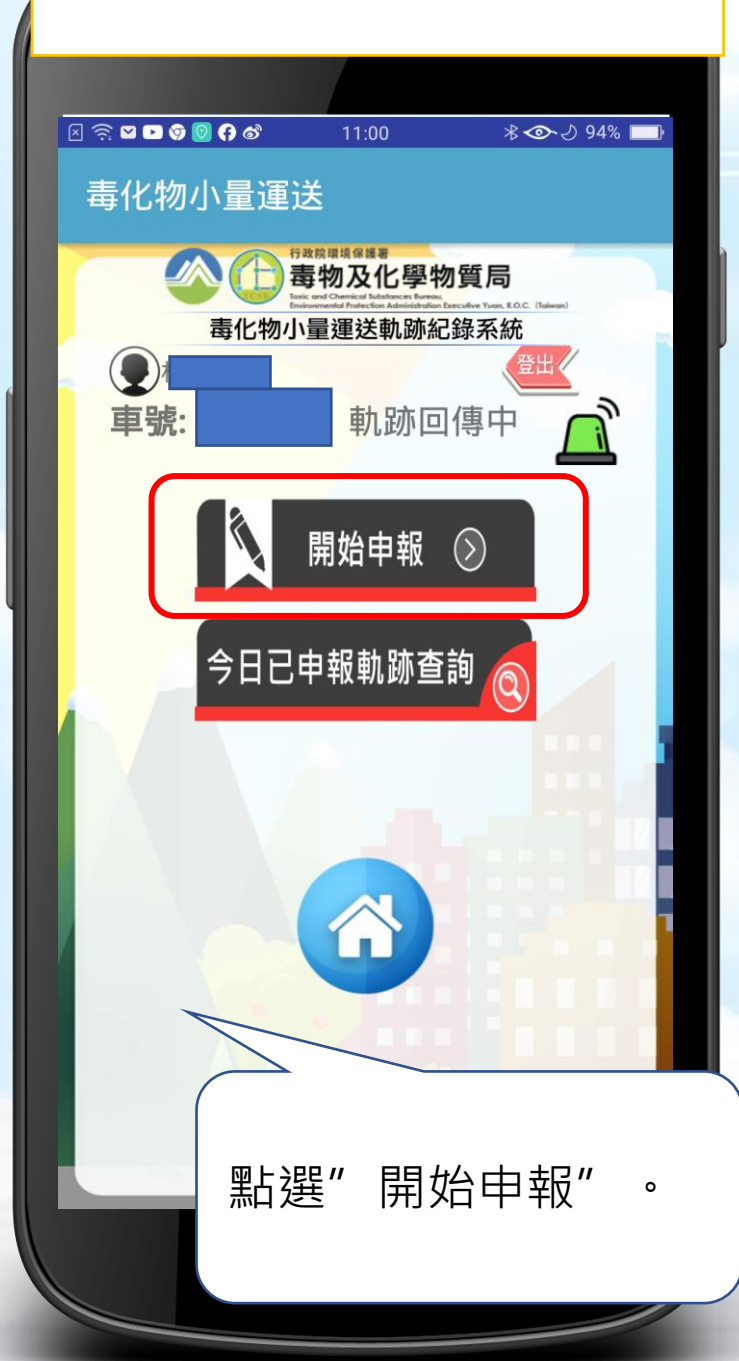 11:00 94%
毒化物小量運送
行政院環境保護署
毒物及化學物質局
Toxic and Chemical Substances Bureau,
Environmental Protection Administration Executive Yuan, R.O.C. (Taiwan)
毒化物小量運送軌跡紀錄系統
登出
車號: 軌跡回傳中
開始申報
今日已申報軌跡查詢
點選”開始申報”。